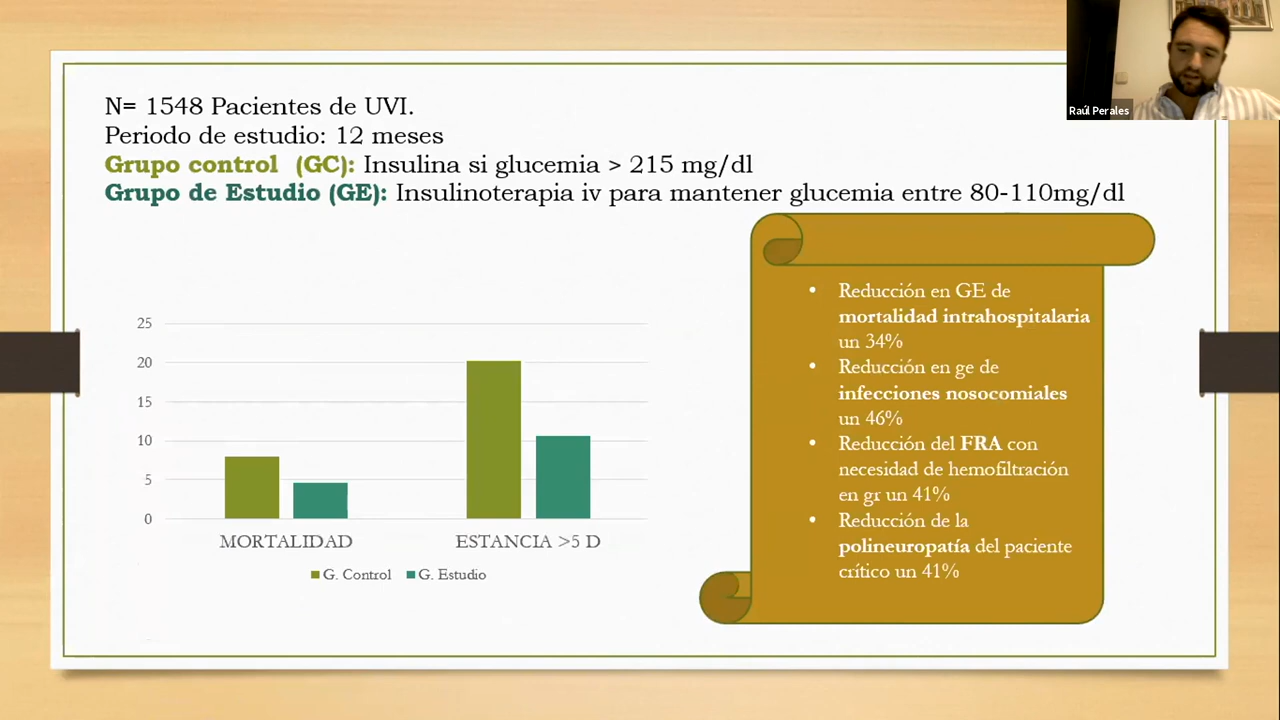 N= 1548 Pacientes de UVI.
Periodo de estudio: 12 meses
Grupo control (GC): Insulina si glucemia > 215 mg/dl
Grupo de Estudio (GE): Insulinoterapia iv para mantener glucemia entre 80-110mg/dl
Raúl Perales
25
20
15
10
5
0
MORTALIDAD
ESTANCIA >5 D
G. Control
G. Estudio
• Reducción en GE de
mortalidad intrahospitalaria
un 34%
• Reducción en ge de
infecciones nosocomiales
un 46%
• Reducción del FRA con
necesidad de hemofiltración
en gr un 41%
• Reducción de la
polineuropatía del paciente
crítico un 41%